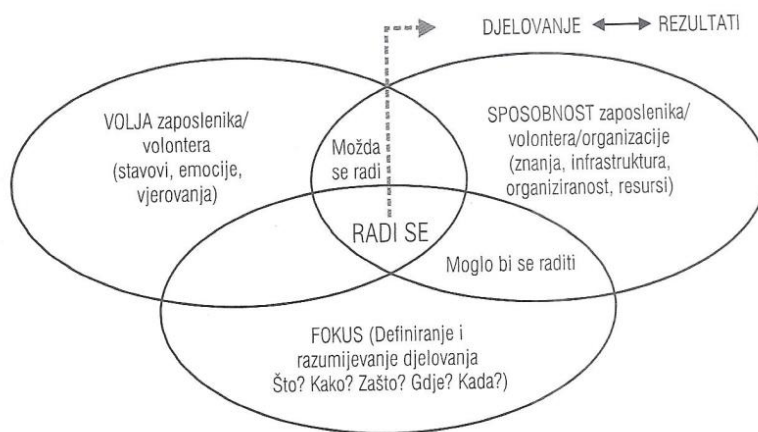 DJELOVANJE REZULTATI
VOLJA zaposlenika/
volontera
(stavovi, emocije,
vjerovanja)
Možda
se radi
SPOSOBNOST zaposlenika/
volontera/organizacije
(znanja, infrastruktura,
organiziranost, resursi)
RADI SE
Moglo bi se raditi
FOKUS (Definiranje i
razumijevanje djelovanja
Što? Kako? Zašto? Gdje? Kada?)